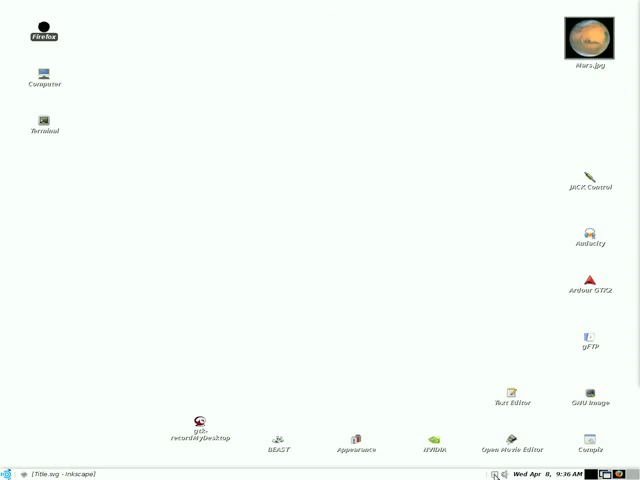 Firefox
Mars.jpg
Computer
Terminal
JACK Control
Audacity
Ardour GTK2
gFTP
Text Editor
GNU Image
gtk-
recordMyDesktop
BEAST
Appearance
NVIDIA
Open Movie Editor
Compiz
[Title.svg - Inkscape]
Wed Apr 8, 9:36 AM